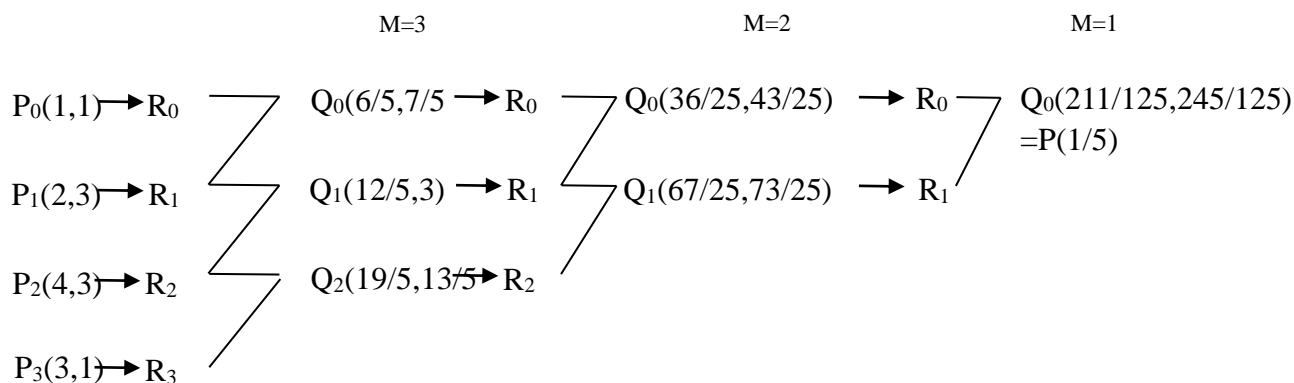 M=3 M=2 M=1
P₀(1,1) R₀ Q₀(6/5,7/5 R₀ Q₀(36/25,43/25) R₀ Q₀(211/125,245/125)
=P(1/5)
P₁(2,3) R₁ Q₁(12/5,3) R₁ Q₁(67/25,73/25) R₁
P₂(4,3) R₂ Q₂(19/5,13/5 R₂
P₃(3,1) R₃